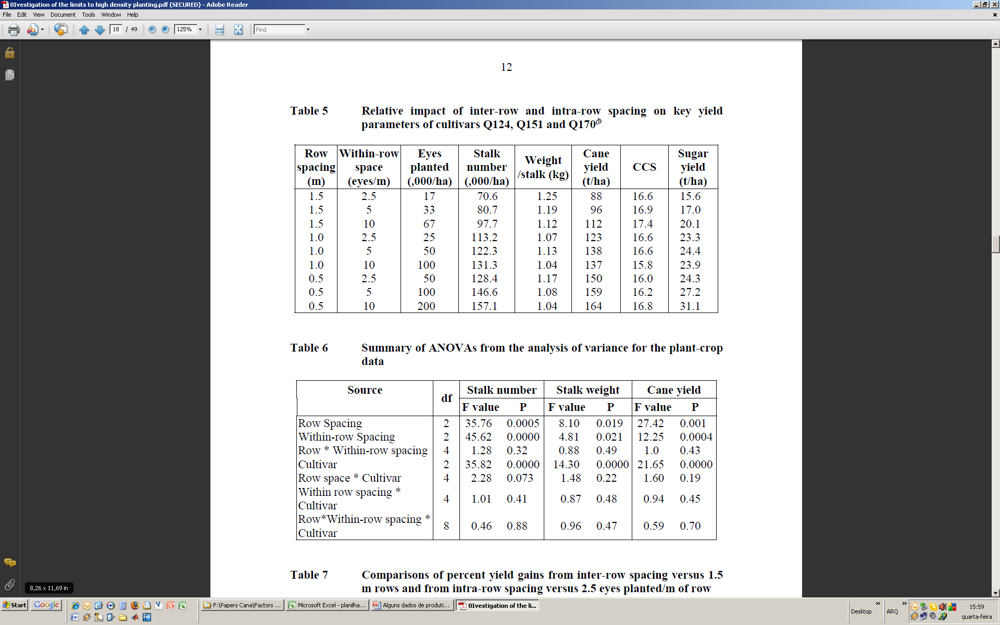 0Ivestigation of the limits to high density planting.pdf (SECURED) - Adobe Reader
File Edit View Document Tools Window Help
18 / 49 125% Find
12
Table 5 Relative impact of inter-row and intra-row spacing on key yield
parameters of cultivars Q124, Q151 and Q170
Row spacing (m) Within-row space (eyes/m) Eyes planted (,000/ha) Stalk number (,000/ha) Weight /stalk (kg) Cane yield (t/ha) CCS Sugar yield (t/ha)
1.5 2.5 17 70.6 1.25 88 16.6 15.6
1.5 5 33 80.7 1.19 96 16.9 17.0
1.5 10 67 97.7 1.12 112 17.4 20.1
1.0 2.5 25 113.2 1.07 123 16.6 23.3
1.0 5 50 122.3 1.13 138 16.6 24.4
1.0 10 100 131.3 1.04 137 15.8 23.9
0.5 2.5 50 128.4 1.17 150 16.0 24.3
0.5 5 100 146.6 1.08 159 16.2 27.2
0.5 10 200 157.1 1.04 164 16.8 31.1
Table 6 Summary of ANOVAs from the analysis of variance for the plant-crop
data
Source df Stalk number Stalk weight Cane yield
F value P F value P F value P
Row Spacing 2 35.76 0.0005 8.10 0.019 27.42 0.001
Within-row Spacing 2 45.62 0.0000 4.81 0.021 12.25 0.0004
Row * Within-row spacing 4 1.28 0.32 0.88 0.49 1.0 0.43
Cultivar 2 35.82 0.0000 14.30 0.0000 21.65 0.0000
Row space * Cultivar 4 2.28 0.073 1.48 0.22 1.60 0.19
Within row spacing *
Cultivar 4 1.01 0.41 0.87 0.48 0.94 0.45
Row*Within-row spacing *
Cultivar 8 0.46 0.88 0.96 0.47 0.59 0.70
Table 7 Comparisons of percent yield gains from inter-row spacing versus 1.5
m rows and from intra-row spacing versus 2.5 eyes planted/m of row
8,26 x 11,69 in
Start Google F:\Papers Cana\Factors ... Microsoft Excel - planilha... Alguns dados de produti... 0Ivestigation of the li... Desktop ARQ 15:59
quarta-feira